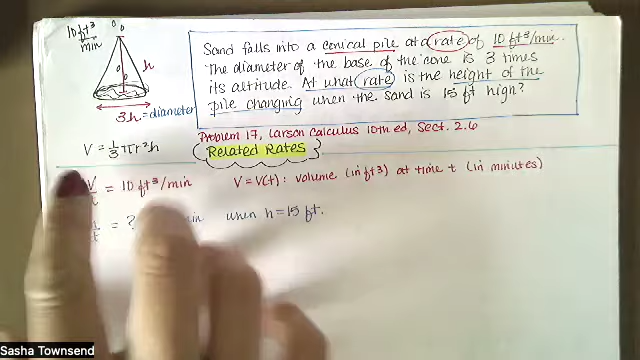 10 ft³/min
Sand falls into a conical pile at a rate of 10 ft³/min.
The diameter of the base of the cone is 3 times
its altitude. At what rate is the height of the
pile changing when the sand is 15 ft high?
h
3h = diameter
Problem 17, Larson Calculus 10th ed, Sect. 2.6
V = 1/3 πr²h
Related Rates
= 10 ft³/min V = V(t): volume (in ft³) at time t (in minutes)
= ? when h = 15 ft.
Sasha Townsend